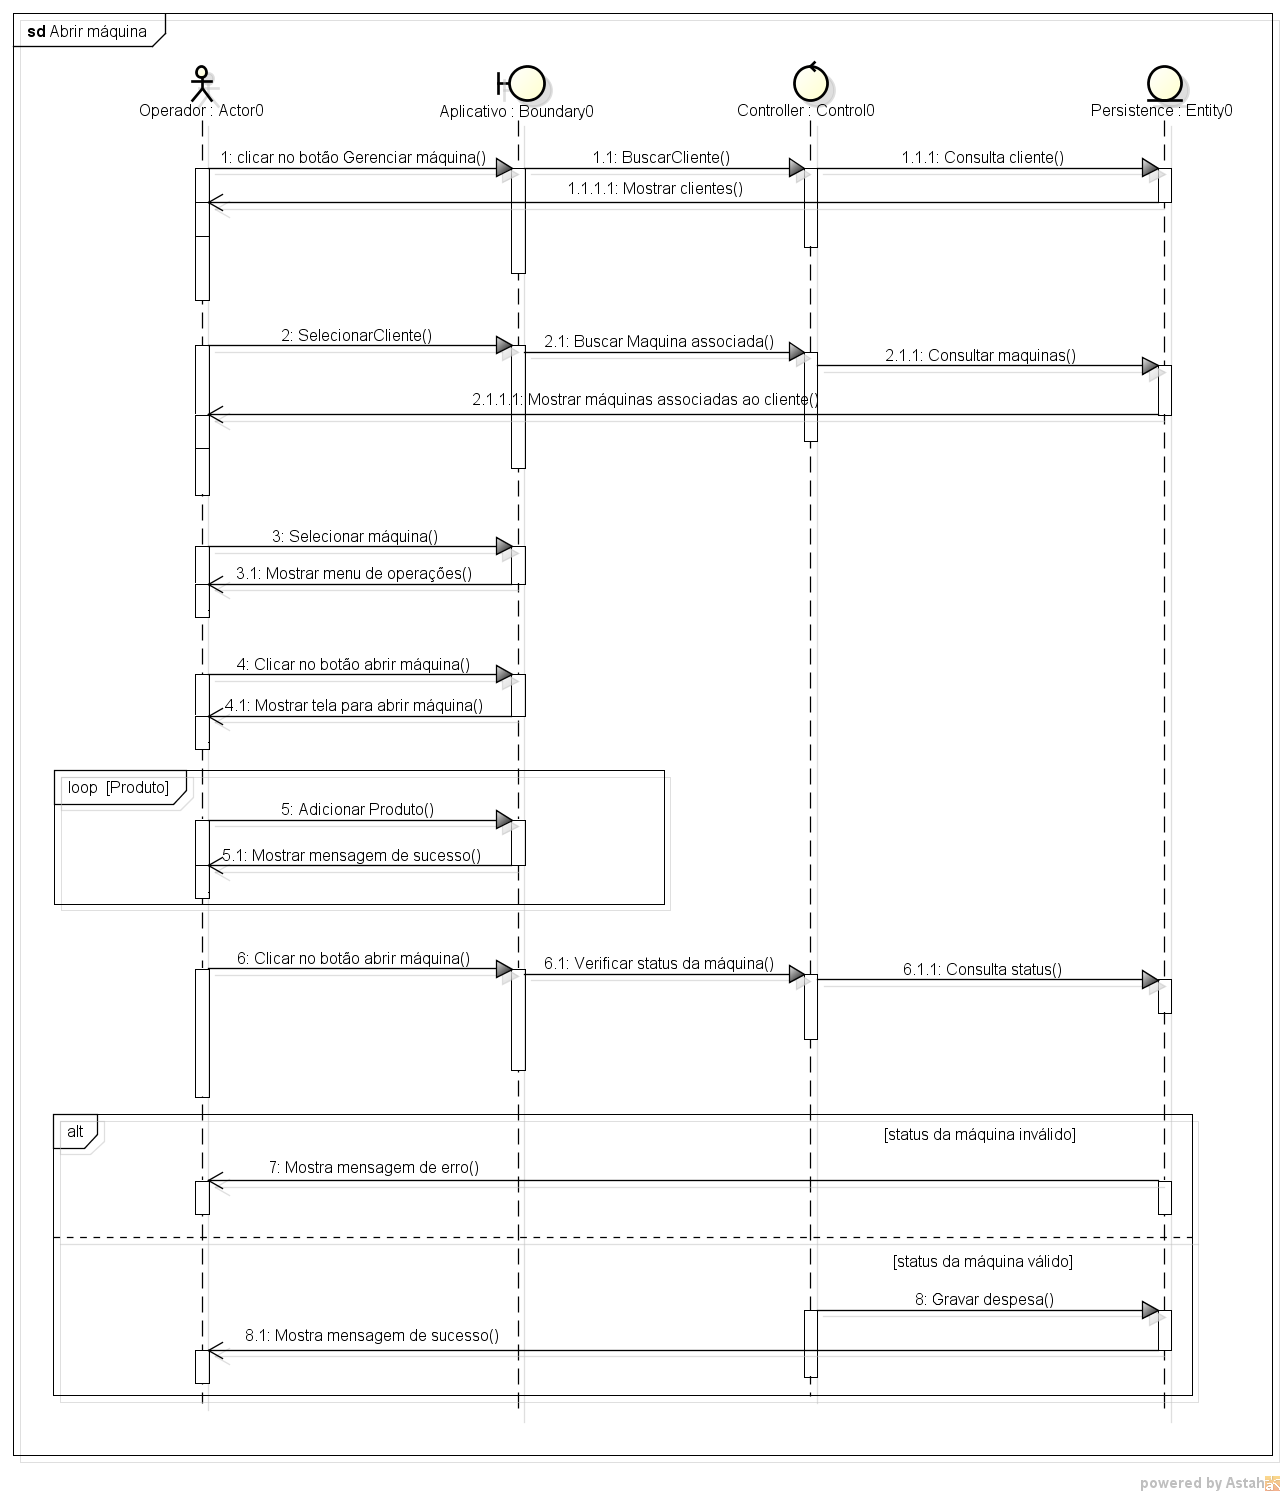 sd Abrir máquina
Operador : Actor0
Aplicativo : Boundary0
Controller : Control0
Persistence : Entity0
1: clicar no botão Gerenciar máquina()
1.1: BuscarCliente()
1.1.1: Consulta cliente()
1.1.1.1: Mostrar clientes()
2: SelecionarCliente()
2.1: Buscar Maquina associada()
2.1.1: Consultar maquinas()
2.1.1.1: Mostrar máquinas associadas ao cliente()
3: Selecionar máquina()
3.1: Mostrar menu de operações()
4: Clicar no botão abrir máquina()
4.1: Mostrar tela para abrir máquina()
loop [Produto]
5: Adicionar Produto()
5.1: Mostrar mensagem de sucesso()
6: Clicar no botão abrir máquina()
6.1: Verificar status da máquina()
6.1.1: Consulta status()
alt
[status da máquina inválido]
7: Mostra mensagem de erro()
[status da máquina válido]
8: Gravar despesa()
8.1: Mostra mensagem de sucesso()
powered by Astah